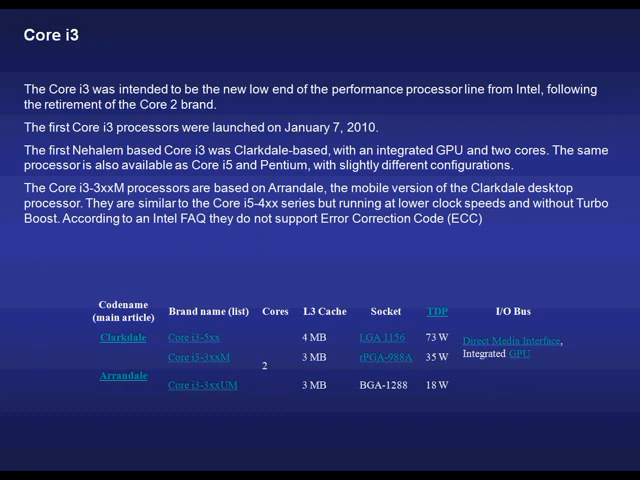 Core i3
The Core i3 was intended to be the new low end of the performance processor line from Intel, following
the retirement of the Core 2 brand.
The first Core i3 processors were launched on January 7, 2010.
The first Nehalem based Core i3 was Clarkdale-based, with an integrated GPU and two cores. The same
processor is also available as Core i5 and Pentium, with slightly different configurations.
The Core i3-3xxM processors are based on Arrandale, the mobile version of the Clarkdale desktop
processor. They are similar to the Core i5-4xx series but running at lower clock speeds and without Turbo
Boost. According to an Intel FAQ they do not support Error Correction Code (ECC)
Codename
(main article) Brand name (list) Cores L3 Cache Socket TDP I/O Bus
Clarkdale Core i3-5xx 4 MB LGA 1156 73 W Direct Media Interface,
Core i3-3xxM 3 MB rPGA-988A 35 W Integrated GPU
2
Arrandale
Core i3-3xxUM 3 MB BGA-1288 18 W